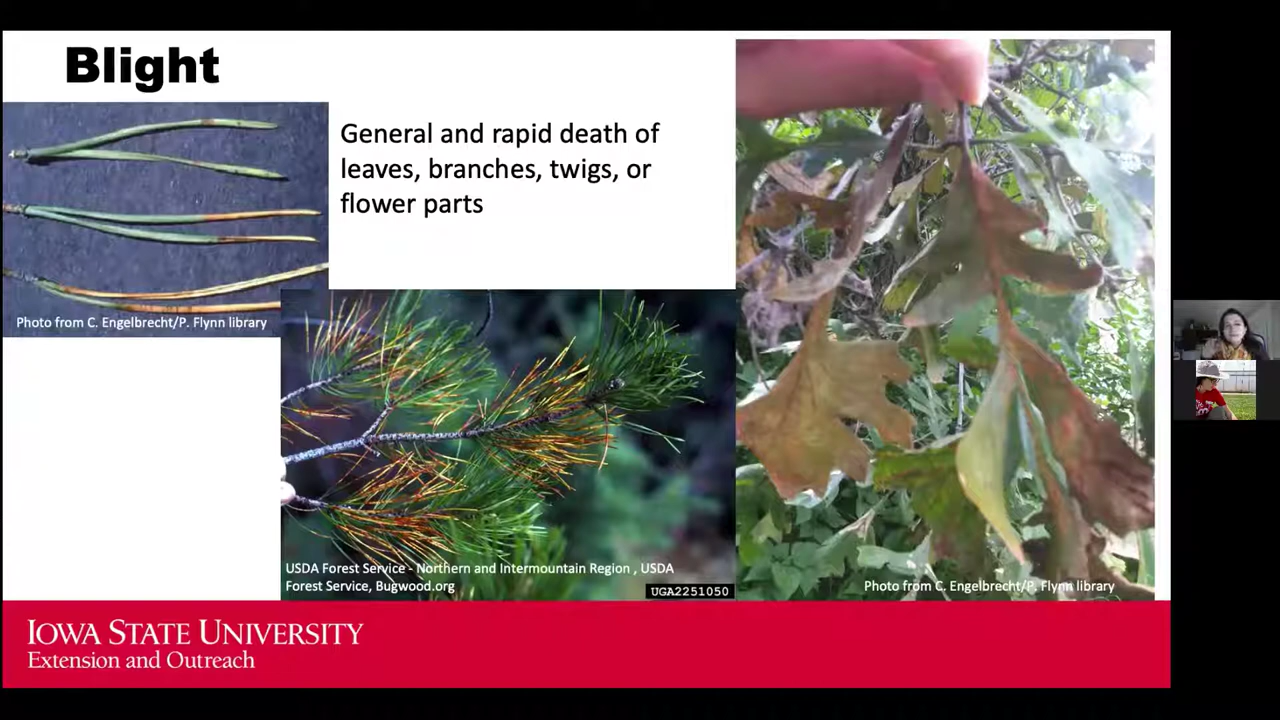 Blight
General and rapid death of
leaves, branches, twigs, or
flower parts
Photo from C. Engelbrecht/P. Flynn library
USDA Forest Service - Northern and Intermountain Region , USDA
Forest Service, Bugwood.org
UGA2251050
Photo from C. Engelbrecht/P. Flynn library
IOWA STATE UNIVERSITY
Extension and Outreach